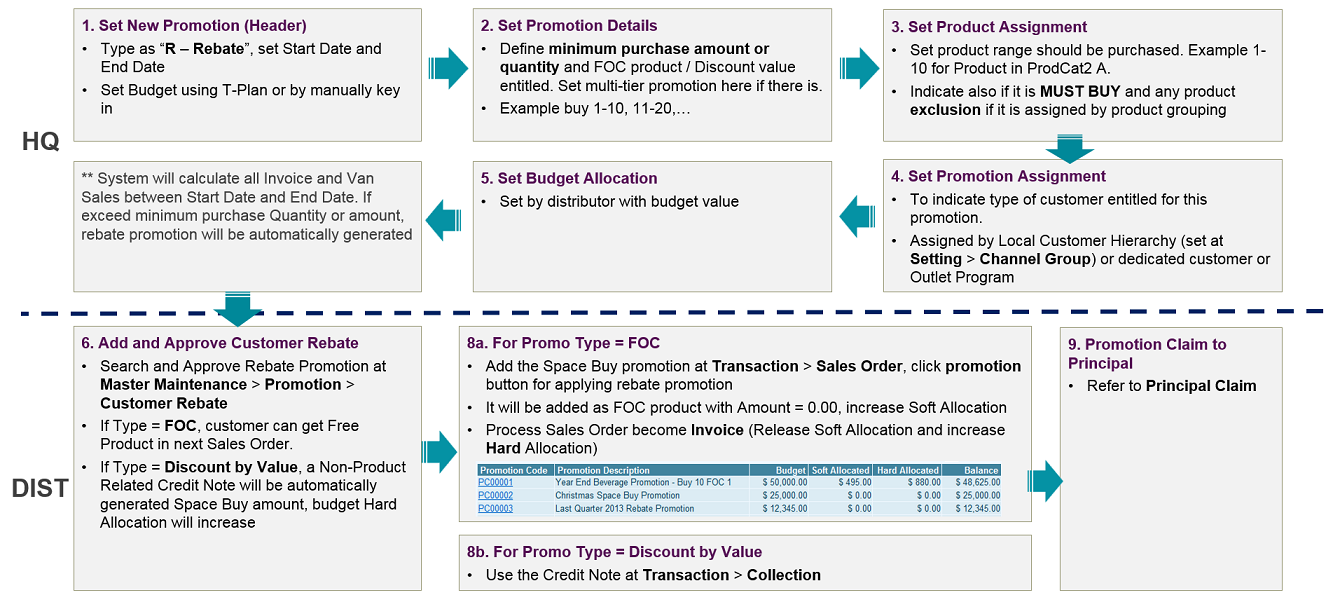 HQ
1. Set New Promotion (Header)
• Type as “R – Rebate”, set Start Date and
End Date
• Set Budget using T-Plan or by manually key
in
2. Set Promotion Details
• Define minimum purchase amount or
quantity and FOC product / Discount value
entitled. Set multi-tier promotion here if there is.
• Example buy 1-10, 11-20,…
3. Set Product Assignment
• Set product range should be purchased. Example 1-
10 for Product in ProdCat2 A.
• Indicate also if it is MUST BUY and any product
exclusion if it is assigned by product grouping
4. Set Promotion Assignment
• To indicate type of customer entitled for this
promotion.
• Assigned by Local Customer Hierarchy (set at
Setting > Channel Group) or dedicated customer or
Outlet Program
5. Set Budget Allocation
• Set by distributor with budget value
** System will calculate all Invoice and Van
Sales between Start Date and End Date. If
exceed minimum purchase Quantity or amount,
rebate promotion will be automatically generated
DIST
6. Add and Approve Customer Rebate
• Search and Approve Rebate Promotion at
Master Maintenance > Promotion >
Customer Rebate
• If Type = FOC, customer can get Free
Product in next Sales Order.
• If Type = Discount by Value, a Non-Product
Related Credit Note will be automatically
generated Space Buy amount, budget Hard
Allocation will increase
8a. For Promo Type = FOC
• Add the Space Buy promotion at Transaction > Sales Order, click promotion
button for applying rebate promotion
• It will be added as FOC product with Amount = 0.00, increase Soft Allocation
• Process Sales Order become Invoice (Release Soft Allocation and increase
Hard Allocation)
Promotion Code Promotion Description Budget Soft Allocated Hard Allocated Balance
PC00001 Year End Beverage Promotion - Buy 10 FOC 1 $ 50,000.00 $ 495.00 $ 880.00 $ 48,625.00
PC00002 Christmas Space Buy Promotion $ 25,000.00 $ 0.00 $ 0.00 $ 25,000.00
PC00003 Last Quarter 2013 Rebate Promotion $ 12,345.00 $ 0.00 $ 0.00 $ 12,345.00
8b. For Promo Type = Discount by Value
• Use the Credit Note at Transaction > Collection
9. Promotion Claim to
Principal
• Refer to Principal Claim